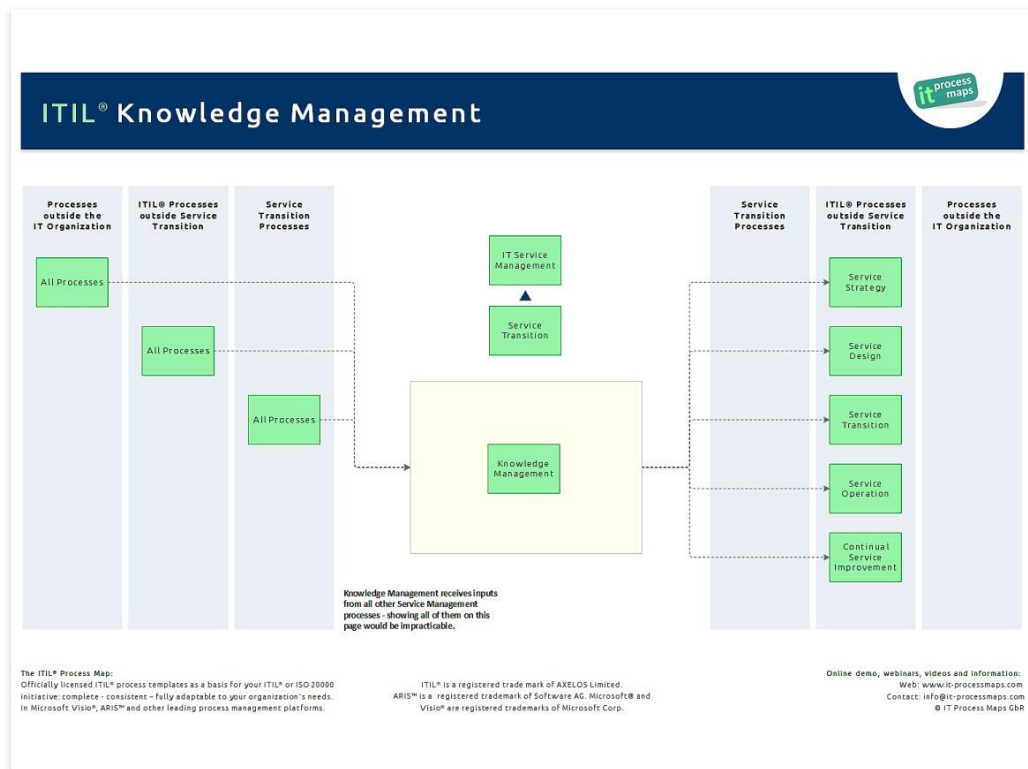 ITIL® Knowledge Management
it process
maps
Processes
outside the
IT Organization
ITIL® Processes
outside Service
Transition
Service
Transition
Processes
Service
Transition
Processes
ITIL® Processes
outside Service
Transition
Processes
outside the
IT Organization
All Processes
All Processes
All Processes
IT Service
Management
Service
Transition
Knowledge
Management
Service
Strategy
Service
Design
Service
Transition
Service
Operation
Continual
Service
Improvement
Knowledge Management receives inputs
from all other Service Management
processes - showing all of them on this
page would be impracticable.
The ITIL® Process Map:
Officially licensed ITIL® process templates as a basis for your ITIL® or ISO 20000
initiative: complete - consistent – fully adaptable to your organization's needs.
In Microsoft Visio®, ARIS™ and other leading process management platforms.
ITIL® is a registered trade mark of AXELOS Limited.
ARIS™ is a registered trademark of Software AG. Microsoft® and
Visio® are registered trademarks of Microsoft Corp.
Online demo, webinars, videos and information:
Web: www.it-processmaps.com
Contact: info@it-processmaps.com
© IT Process Maps GbR